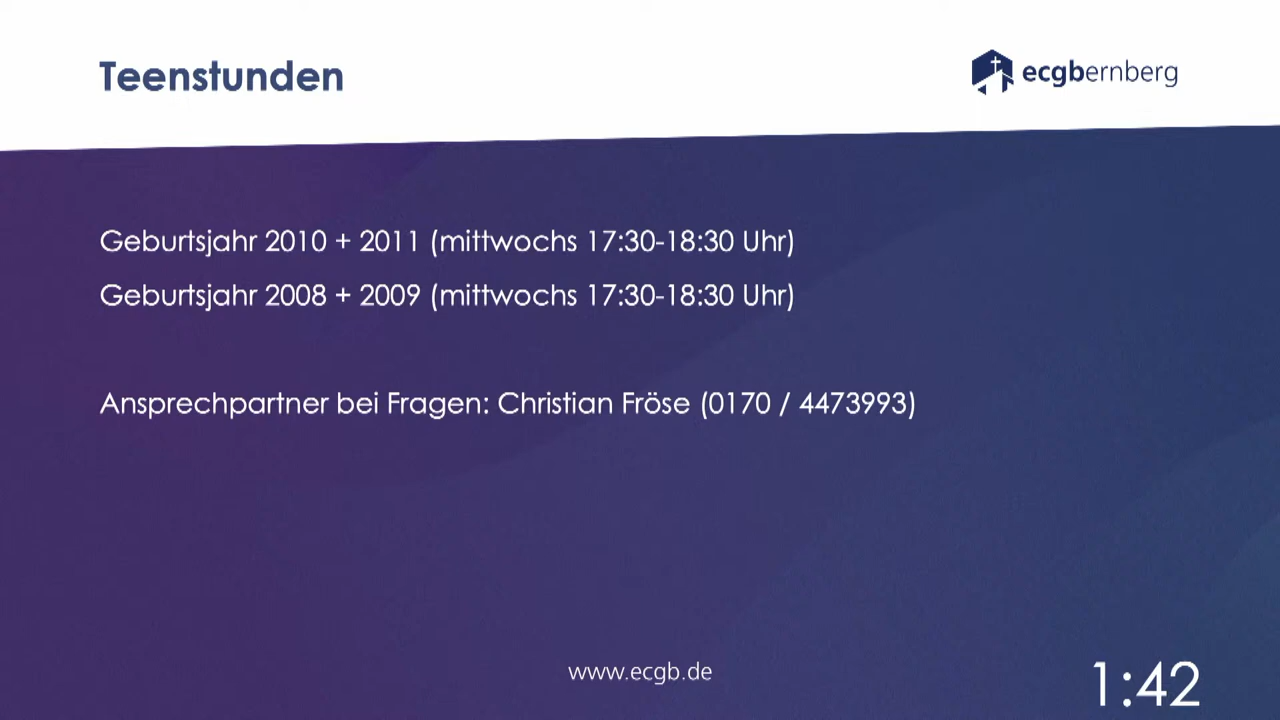 Teenstunden
ecgbernberg
Geburtsjahr 2010 + 2011 (mittwochs 17:30-18:30 Uhr)
Geburtsjahr 2008 + 2009 (mittwochs 17:30-18:30 Uhr)
Ansprechpartner bei Fragen: Christian Fröse (0170 / 4473993)
www.ecgb.de
1:42